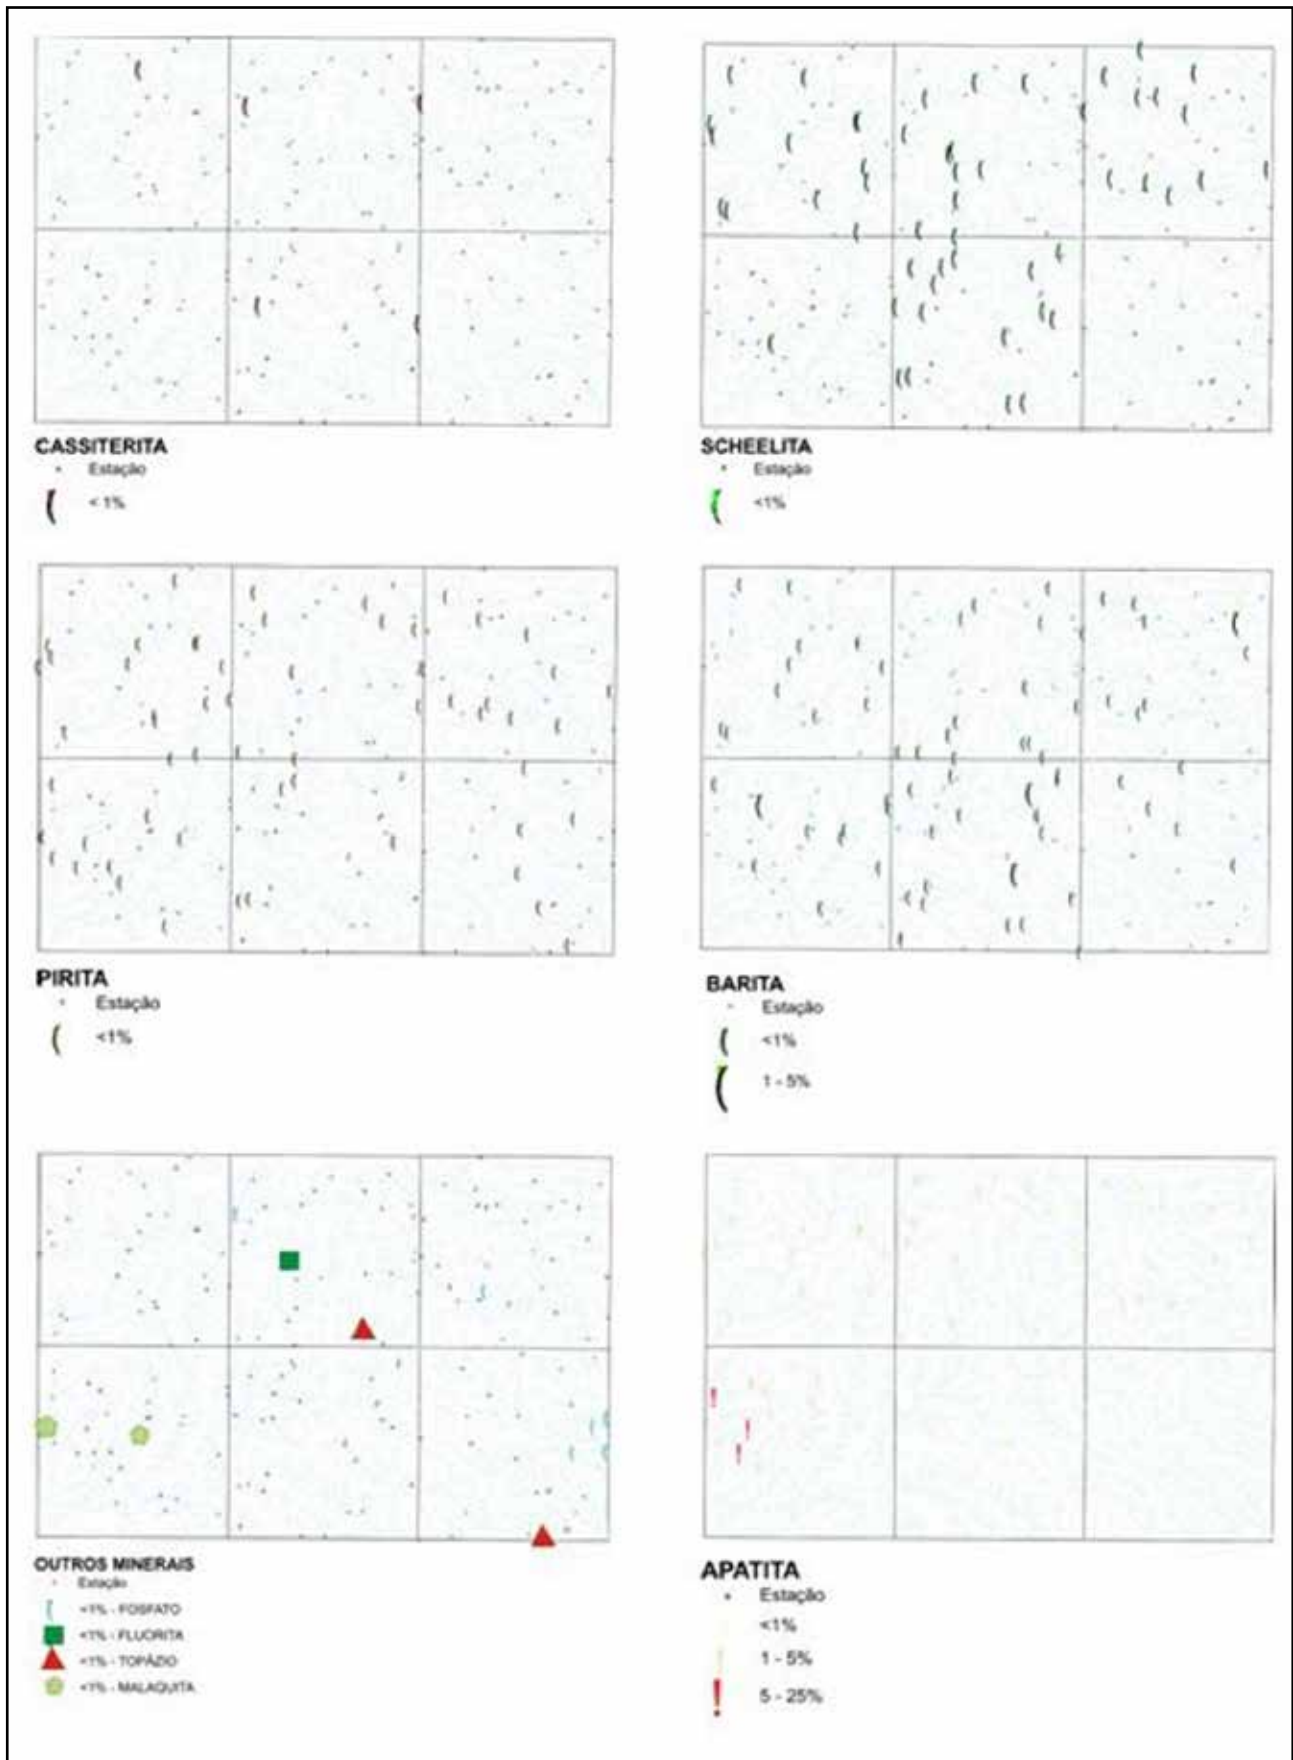 CASSITERITA
Estação
< 1%
SCHEELITA
Estação
<1%
PIRITA
Estação
<1%
BARITA
Estação
<1%
1 - 5%
OUTROS MINERAIS
Estação
<1% - FOSFATO
<1% - FLUORITA
<1% - TOPÁZIO
<1% - MALAQUITA
APATITA
Estação
<1%
1 - 5%
5 - 25%